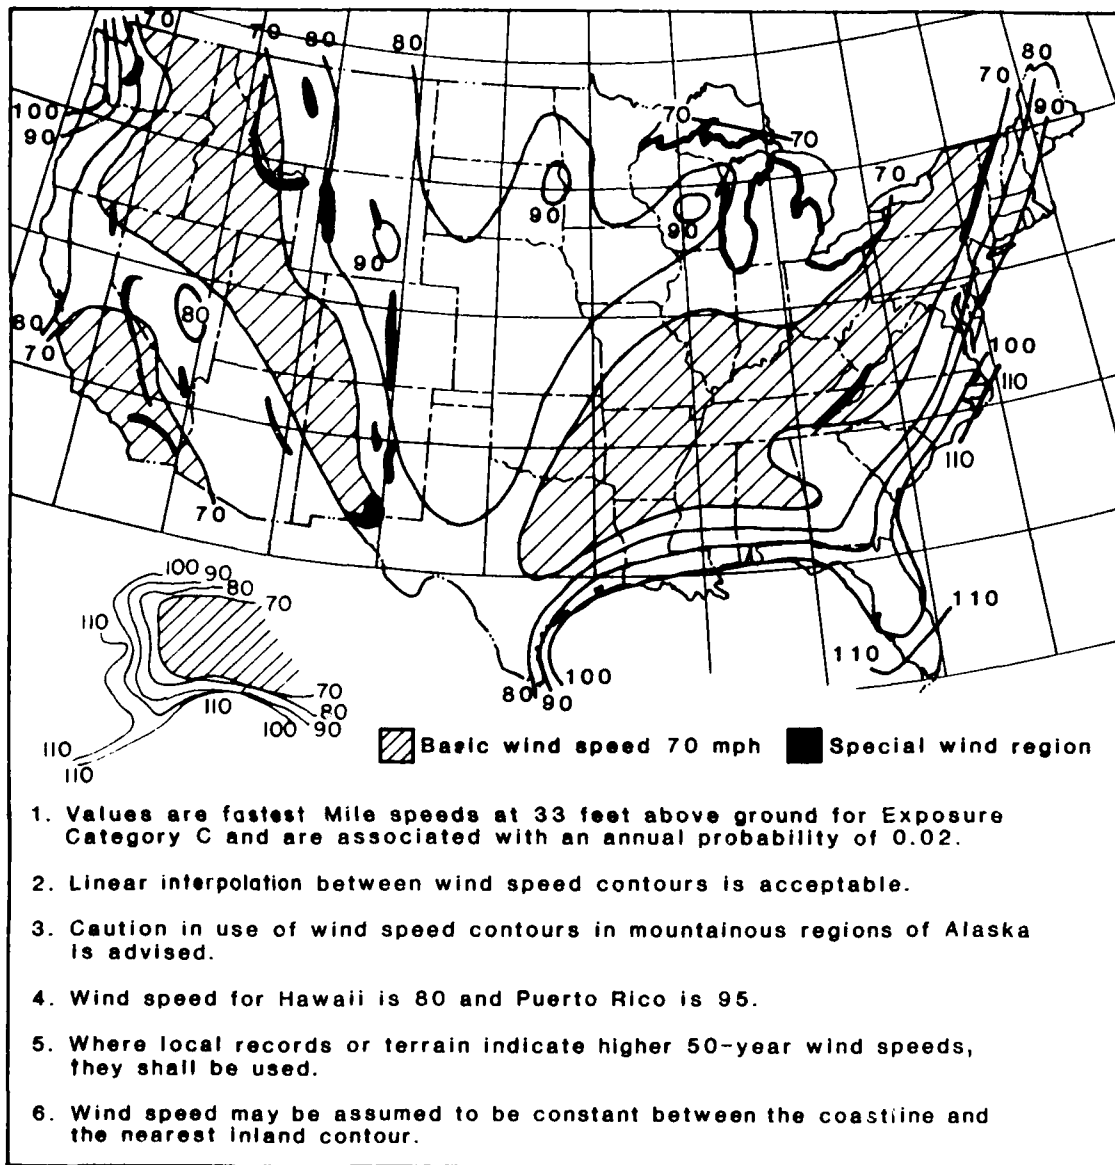 70 70 80 80 80
70
90
100
90
70 70
90
90
90
70
80
80
70
100
110
110
70
100 90
80
70
110
110
110
80
90
100
70
80
90
110
100
110
110
Basic wind speed 70 mph Special wind region
1. Values are fastest Mile speeds at 33 feet above ground for Exposure
Category C and are associated with an annual probability of 0.02.
2. Linear interpolation between wind speed contours is acceptable.
3. Caution in use of wind speed contours in mountainous regions of Alaska
is advised.
4. Wind speed for Hawaii is 80 and Puerto Rico is 95.
5. Where local records or terrain indicate higher 50-year wind speeds,
they shall be used.
6. Wind speed may be assumed to be constant between the coastline and
the nearest inland contour.